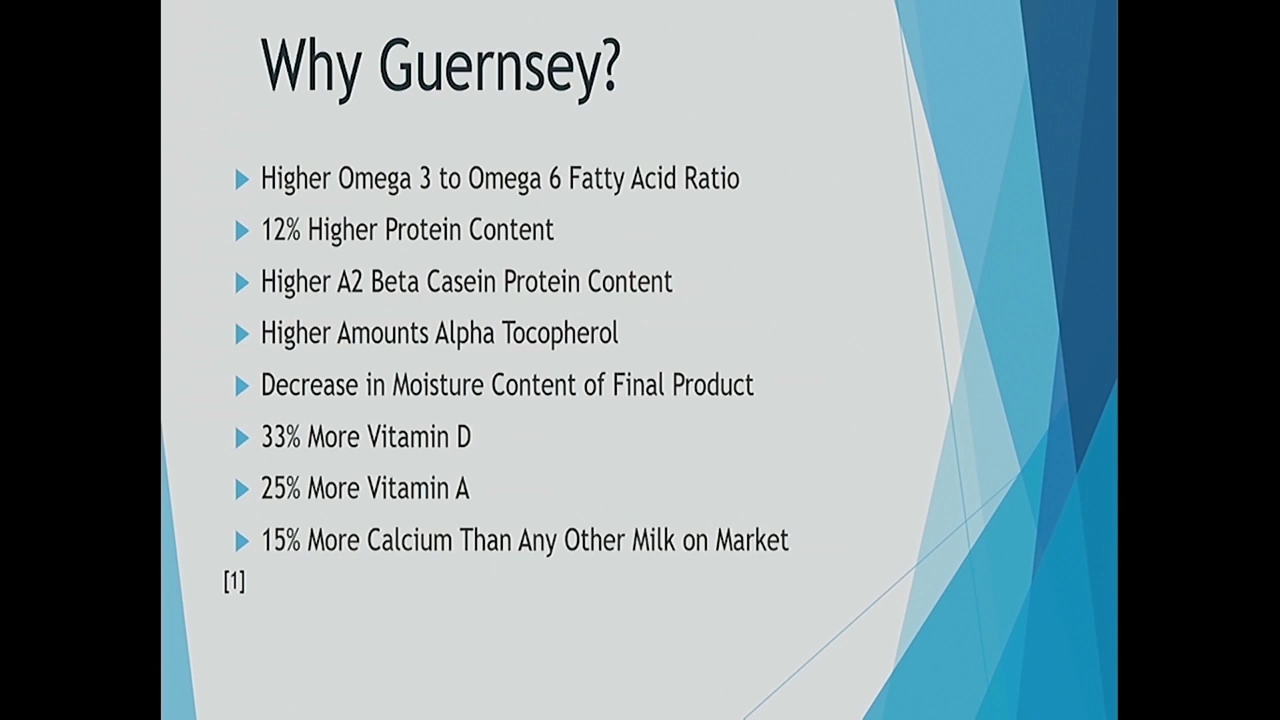 Why Guernsey?
Higher Omega 3 to Omega 6 Fatty Acid Ratio
12% Higher Protein Content
Higher A2 Beta Casein Protein Content
Higher Amounts Alpha Tocopherol
Decrease in Moisture Content of Final Product
33% More Vitamin D
25% More Vitamin A
15% More Calcium Than Any Other Milk on Market
[1]